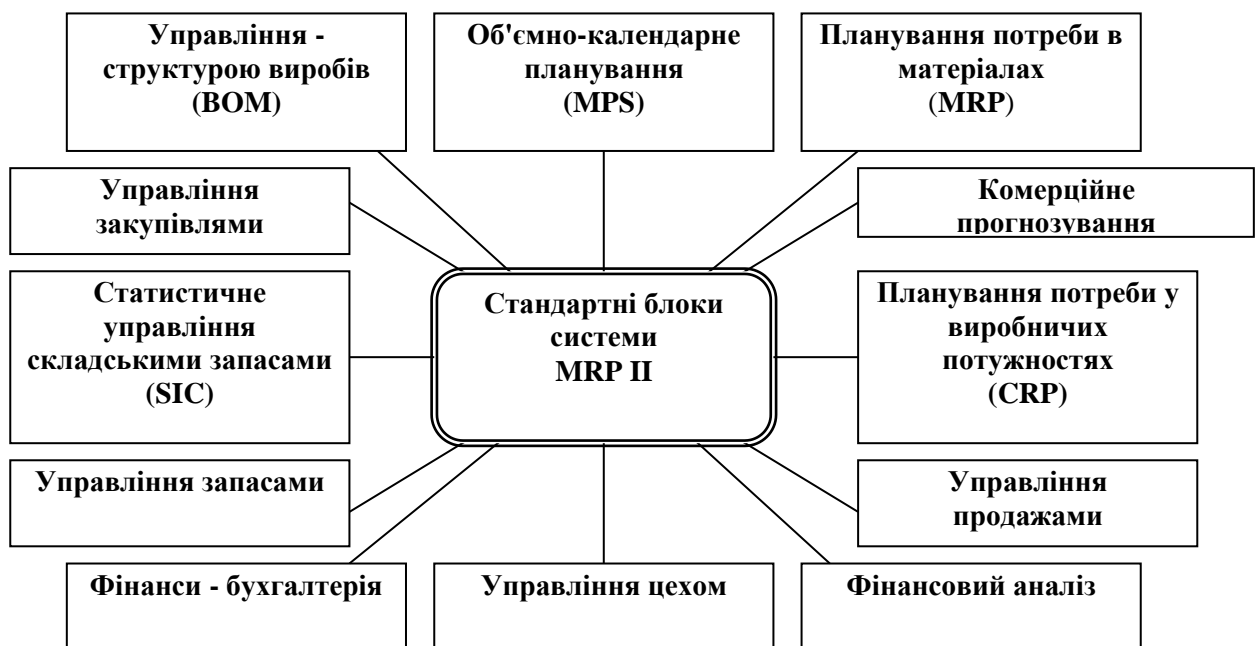 Управління -
структурою виробів
(BOM)
Об'ємно-календарне
планування
(MPS)
Планування потреби в
матеріалах
(MRP)
Управління
закупівлями
Комерційне
прогнозування
Статистичне
управління
складськими запасами
(SIC)
Стандартні блоки
системи
MRP II
Планування потреби у
виробничих
потужностях
(CRP)
Управління запасами
Управління
продажами
Фінанси - бухгалтерія
Управління цехом
Фінансовий аналіз